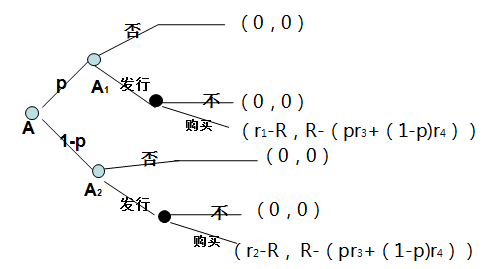 否 (0,0)
p A1 发行
不 (0,0)
A 购买 (r1-R,R-(pr3+(1-p)r4))
1-p 否 (0,0)
A2 发行
不 (0,0)
购买 (r2-R,R-(pr3+(1-p)r4))